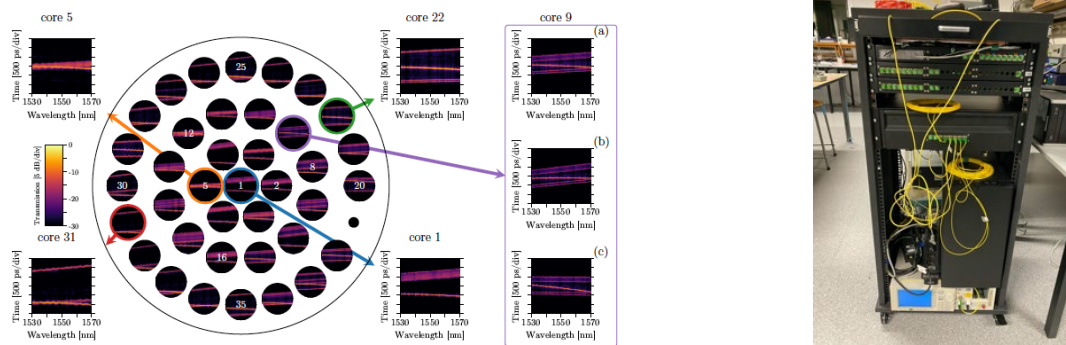 core 5
Time [500 ps/div]
1530 1550 1570
Wavelength [nm]
core 22
Time [500 ps/div]
1530 1550 1570
Wavelength [nm]
core 9
(a)
Time [500 ps/div]
1530 1550 1570
Wavelength [nm]
25
12
8
30
5
1
2
20
16
35
Transmission [5 dB/div]
0
-10
-20
-30
(b)
Time [500 ps/div]
1530 1550 1570
Wavelength [nm]
core 31
Time [500 ps/div]
1530 1550 1570
Wavelength [nm]
core 1
Time [500 ps/div]
1530 1550 1570
Wavelength [nm]
(c)
Time [500 ps/div]
1530 1550 1570
Wavelength [nm]